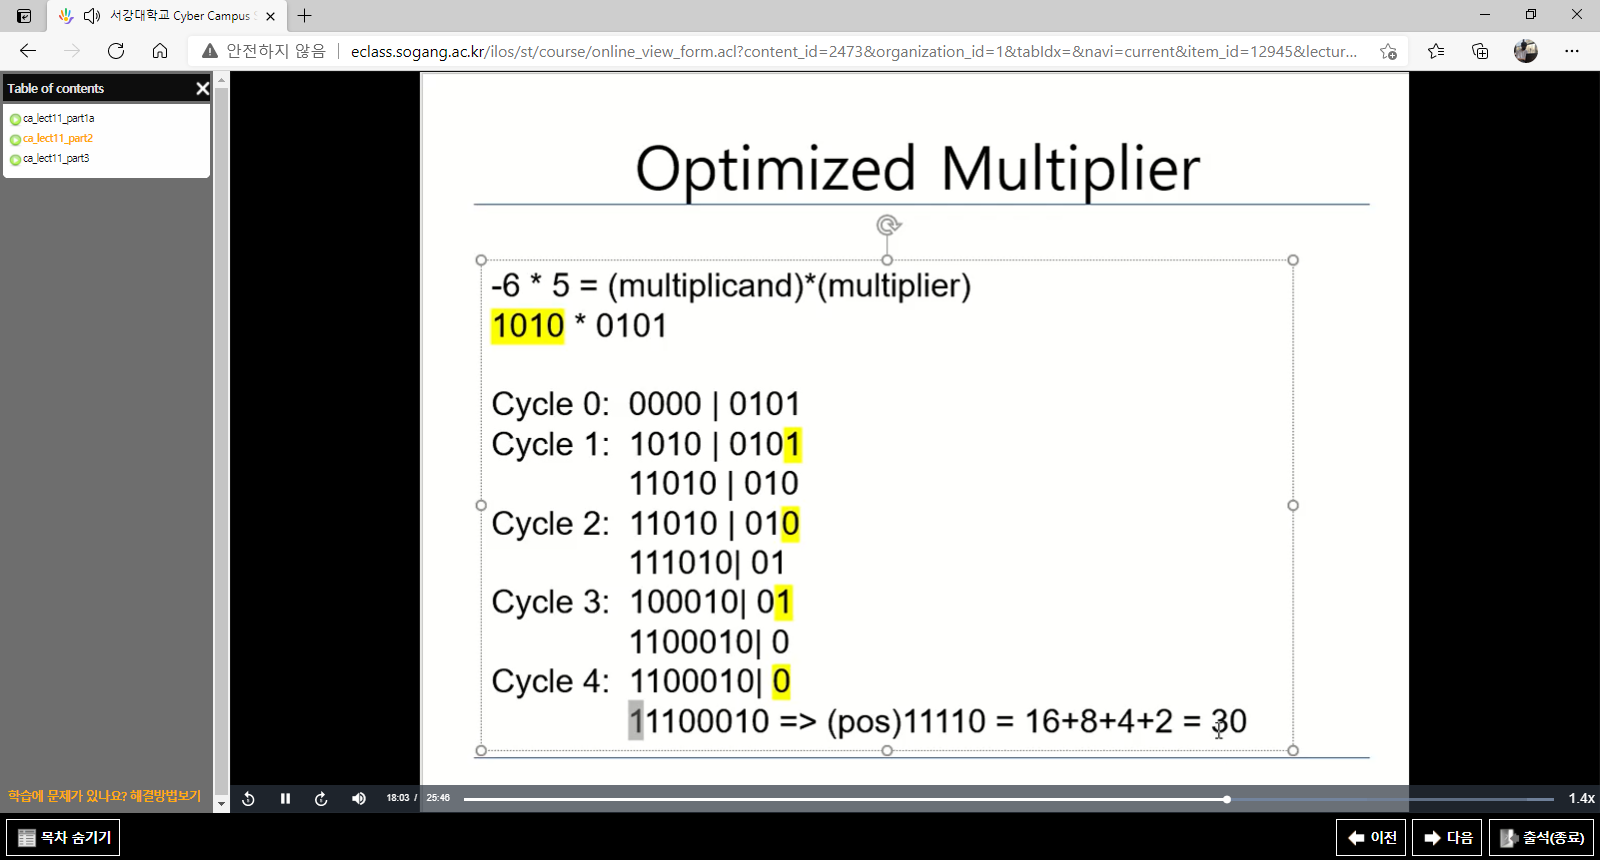 서강대학교 Cyber Campus
안전하지 않음
eclass.sogang.ac.kr/ilos/st/course/online_view_form.acl?content_id=2473&organization_id=1&tabIdx=&navi=current&item_id=12945&lectur...
Table of contents
ca_lect11_part1a
ca_lect11_part2
ca_lect11_part3
Optimized Multiplier
-6 * 5 = (multiplicand)*(multiplier)
1010 * 0101
Cycle 0: 0000 | 0101
Cycle 1: 1010 | 0101
11010 | 010
Cycle 2: 11010 | 010
111010| 01
Cycle 3: 100010| 01
1100010| 0
Cycle 4: 1100010| 0
11100010 => (pos)11110 = 16+8+4+2 = 30
학습에 문제가 있나요? 해결방법보기
18:03 / 25:46
1.4x
목차 숨기기
이전
다음
출석(종료)